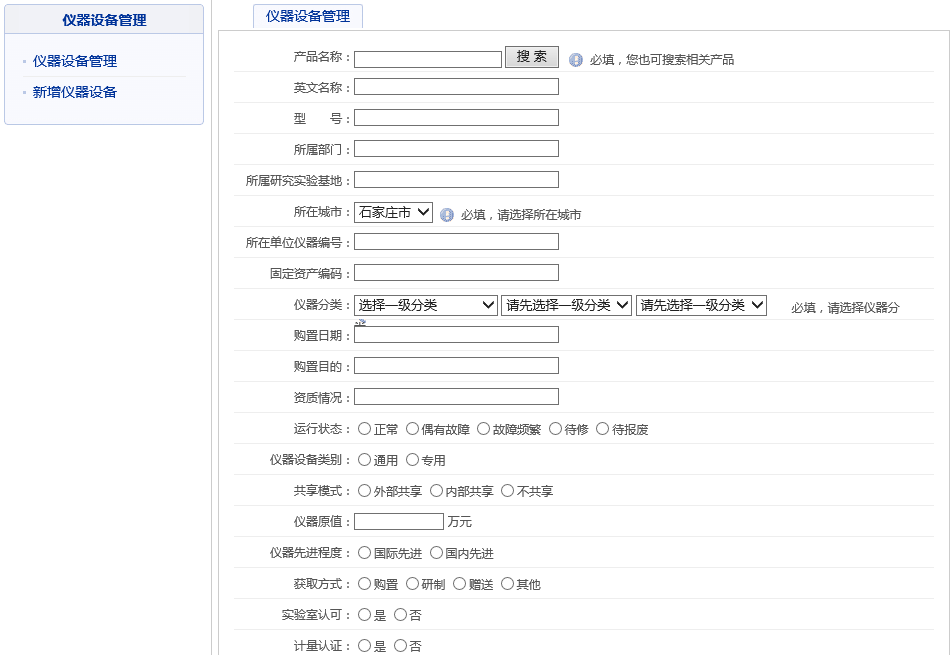 仪器设备管理
仪器设备管理
新增仪器设备
仪器设备管理
产品名称： 搜 索 必填，您也可搜索相关产品
英文名称：
型　　号：
所属部门：
所属研究实验基地：
所在城市： 石家庄市 必填，请选择所在城市
所在单位仪器编号：
固定资产编码：
仪器分类： 选择一级分类 请先选择一级分类 请先选择一级分类 必填，请选择仪器分
购置日期：
购置目的：
资质情况：
运行状态： 正常 偶有故障 故障频繁 待修 待报废
仪器设备类别： 通用 专用
共享模式： 外部共享 内部共享 不共享
仪器原值： 万元
仪器先进程度： 国际先进 国内先进
获取方式： 购置 研制 赠送 其他
实验室认可： 是 否
计量认证： 是 否